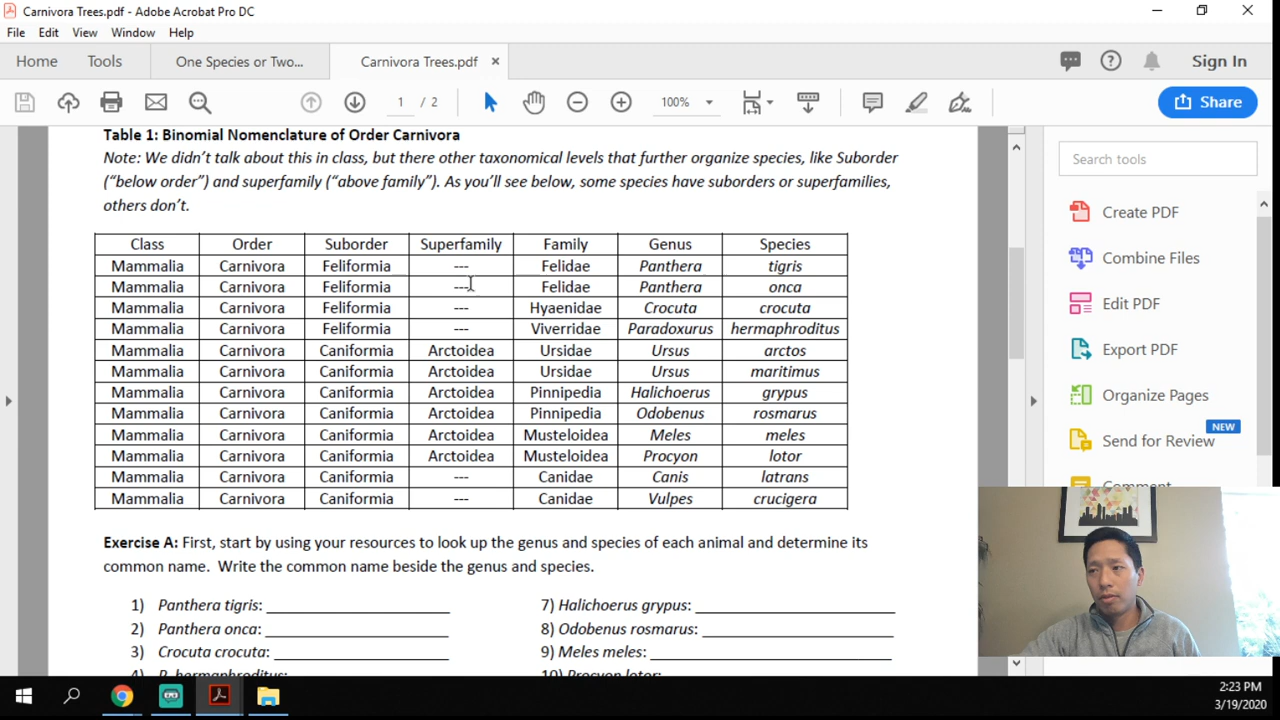 Carnivora Trees.pdf - Adobe Acrobat Pro DC
File Edit View Window Help
Home Tools One Species or Two... Carnivora Trees.pdf × Sign In
1 / 2 100% Share
Table 1: Binomial Nomenclature of Order Carnivora
Note: We didn't talk about this in class, but there other taxonomical levels that further organize species, like Suborder
("below order") and superfamily ("above family"). As you'll see below, some species have suborders or superfamilies,
others don't.
Class Order Suborder Superfamily Family Genus Species
Mammalia Carnivora Feliformia --- Felidae Panthera tigris
Mammalia Carnivora Feliformia --- Felidae Panthera onca
Mammalia Carnivora Feliformia --- Hyaenidae Crocuta crocuta
Mammalia Carnivora Feliformia --- Viverridae Paradoxurus hermaphroditus
Mammalia Carnivora Caniformia Arctoidea Ursidae Ursus arctos
Mammalia Carnivora Caniformia Arctoidea Ursidae Ursus maritimus
Mammalia Carnivora Caniformia Arctoidea Pinnipedia Halichoerus grypus
Mammalia Carnivora Caniformia Arctoidea Pinnipedia Odobenus rosmarus
Mammalia Carnivora Caniformia Arctoidea Musteloidea Meles meles
Mammalia Carnivora Caniformia Arctoidea Musteloidea Procyon lotor
Mammalia Carnivora Caniformia --- Canidae Canis latrans
Mammalia Carnivora Caniformia --- Canidae Vulpes crucigera
Exercise A: First, start by using your resources to look up the genus and species of each animal and determine its
common name. Write the common name beside the genus and species.
1) Panthera tigris: ____________________
2) Panthera onca: ____________________
3) Crocuta crocuta: ____________________
4) P. hermaphroditus:
7) Halichoerus grypus: ____________________
8) Odobenus rosmarus: ____________________
9) Meles meles: ____________________
10) Procyon lotor:
Search tools
Create PDF
Combine Files
Edit PDF
Export PDF
Organize Pages
NEW
Send for Review
Comment
2:23 PM
3/19/2020